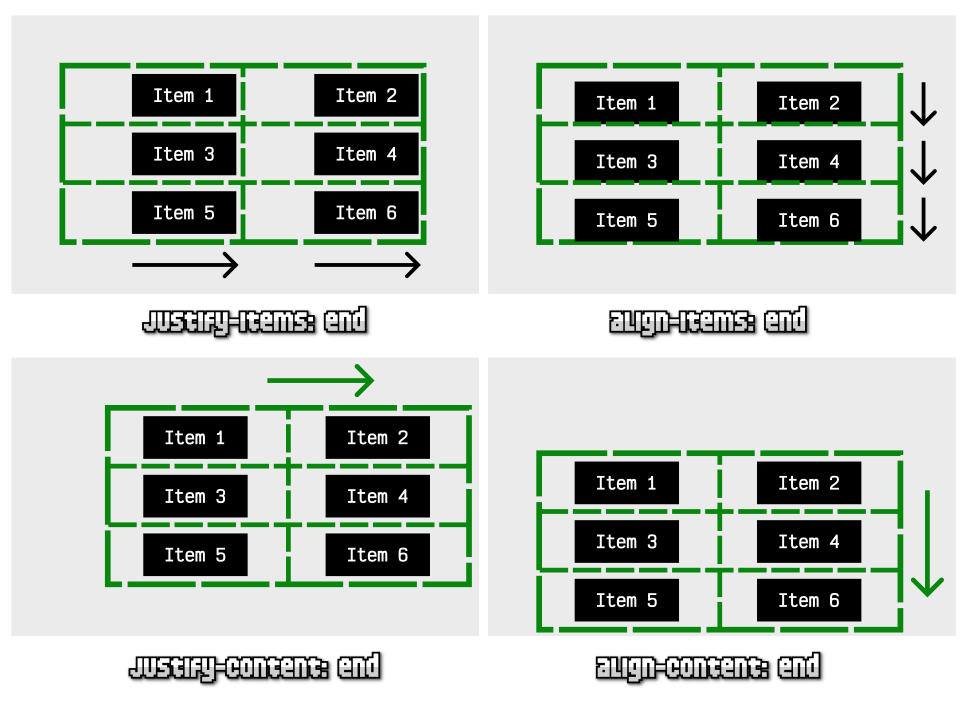 Item 1 Item 2
Item 3 Item 4
Item 5 Item 6
justify-items: end
Item 1 Item 2
Item 3 Item 4
Item 5 Item 6
align-items: end
Item 1 Item 2
Item 3 Item 4
Item 5 Item 6
justify-content: end
Item 1 Item 2
Item 3 Item 4
Item 5 Item 6
align-content: end